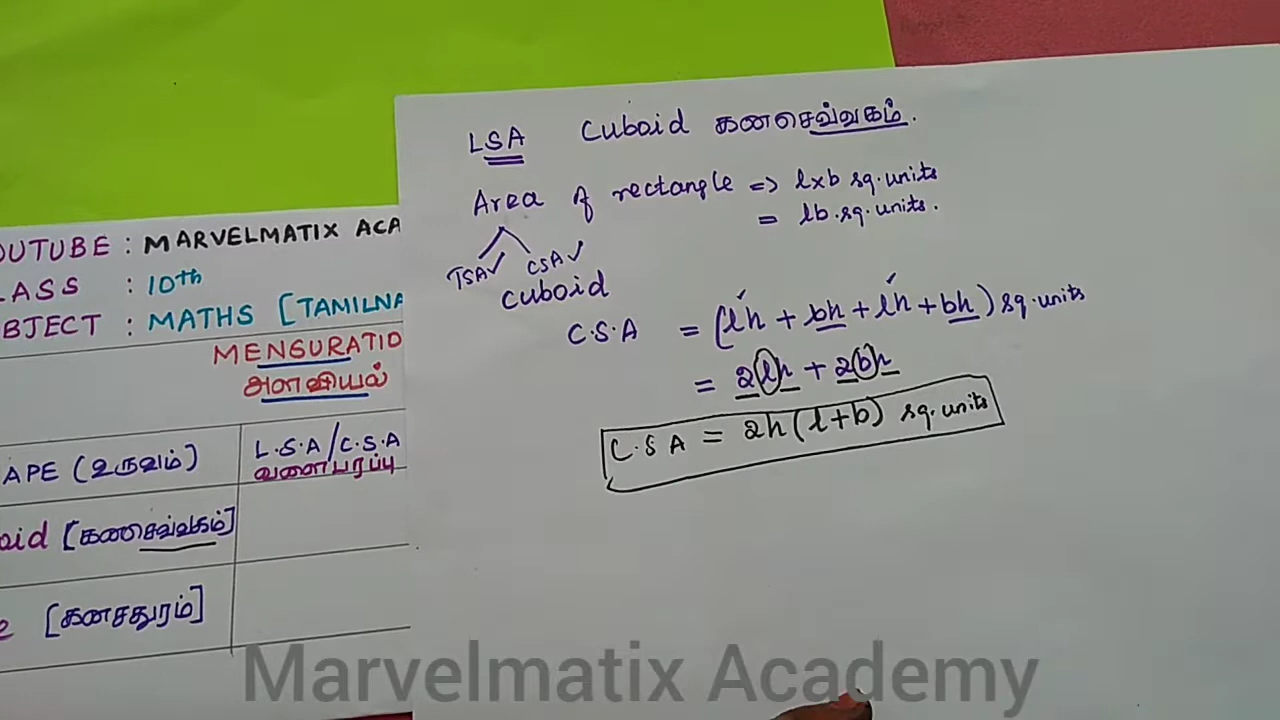 LSA Cuboid கனசெவ்வகம்.
Area of rectangle => l×b sq.units
= lb.sq.units.
TSA✓ CSA✓
Cuboid
C.S.A = (lh + bh + lh + bh) sq.units
= 2lh + 2bh
C.S.A = 2h(l+b) sq.units
OUTUBE : MARVELMATIX ACA
LASS : 10th
BJECT : MATHS [TAMILNA
MENSURATIO
அளவியல்
APE (உருவம்) L.S.A/C.S.A
வளைபரப்பு
oid [கனசெவ்வகம்]
e [கனசதுரம்]
Marvelmatix Academy